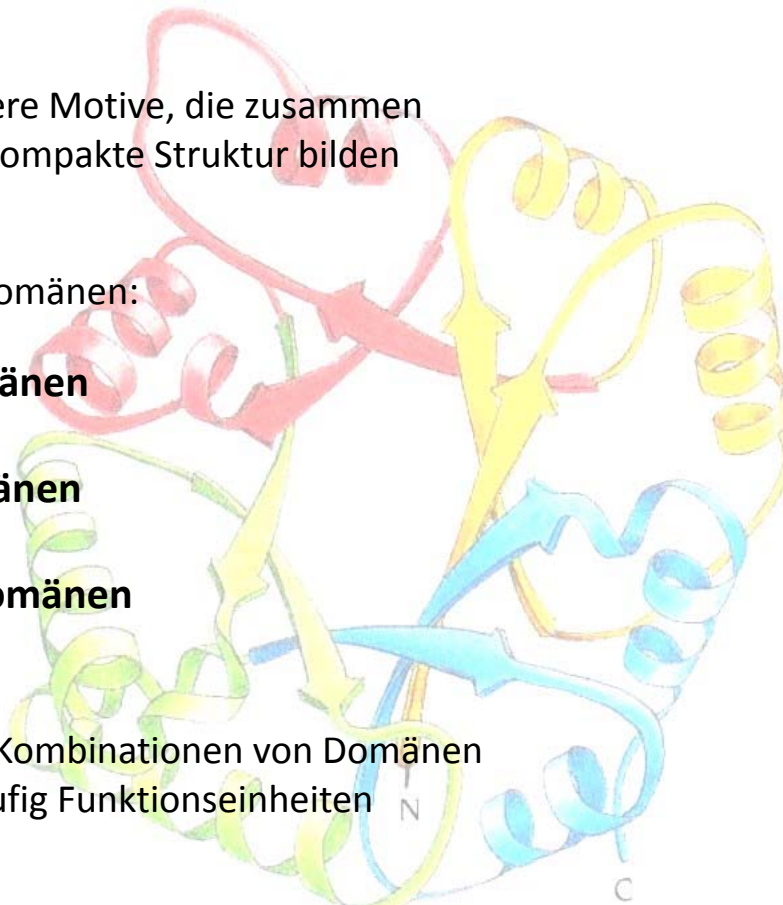 ere Motive, die zusammen
ompakte Struktur bilden
omänen:
änen
änen
omänen
Kombinationen von Domänen
ufig Funktionseinheiten
N
C